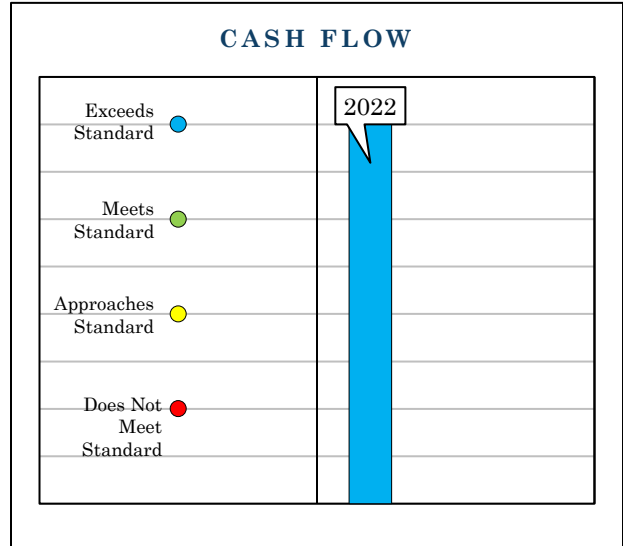 CASH FLOW
Exceeds
Standard
2022
Meets
Standard
Approaches
Standard
Does Not
Meet
Standard